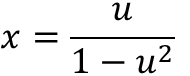 x = u / (1 − u²)